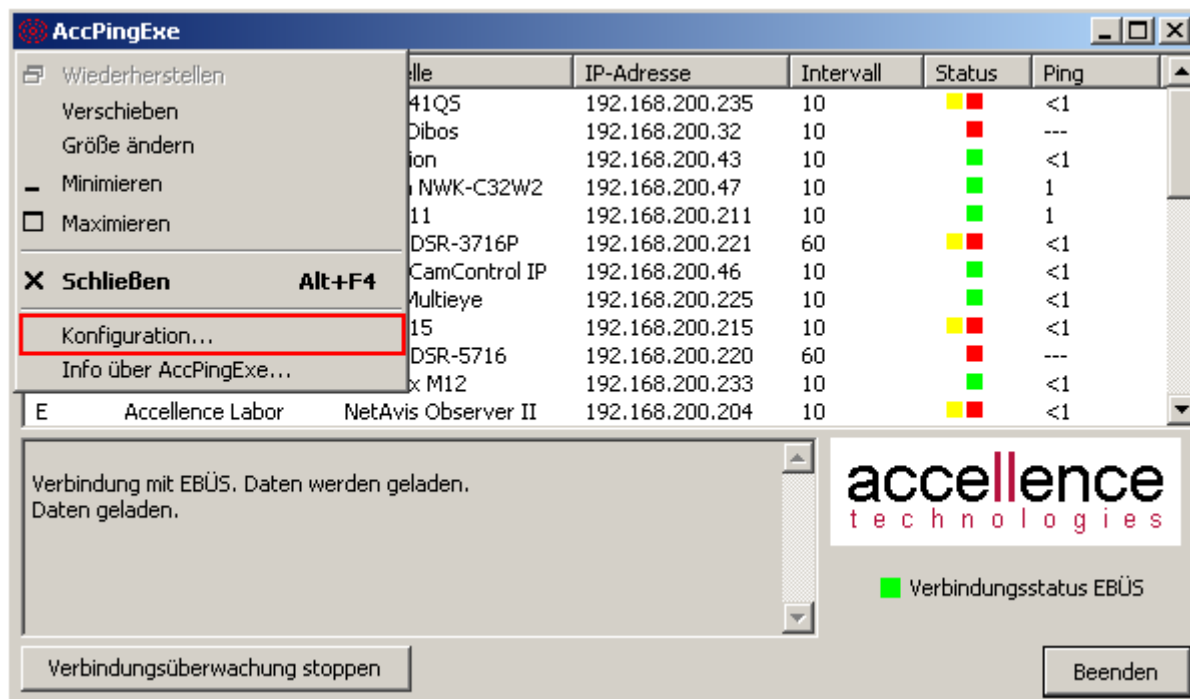 AccPingExe
Wiederherstellen
Verschieben
Größe ändern
Minimieren
Maximieren
Schließen Alt+F4
Konfiguration...
Info über AccPingExe...
elle IP-Adresse Intervall Status Ping
41QS 192.168.200.235 10 <1
Dibos 192.168.200.32 10 ---
ion 192.168.200.43 10 <1
NWK-C32W2 192.168.200.47 10 1
11 192.168.200.211 10 1
DSR-3716P 192.168.200.221 60 <1
CamControl IP 192.168.200.46 10 <1
Multieye 192.168.200.225 10 <1
15 192.168.200.215 10 <1
DSR-5716 192.168.200.220 60 ---
x M12 192.168.200.233 10 <1
E Accellence Labor NetAvis Observer II 192.168.200.204 10 <1
Verbindung mit EBÜS. Daten werden geladen.
Daten geladen.
accellence
technologies
Verbindungsstatus EBÜS
Verbindungsüberwachung stoppen
Beenden